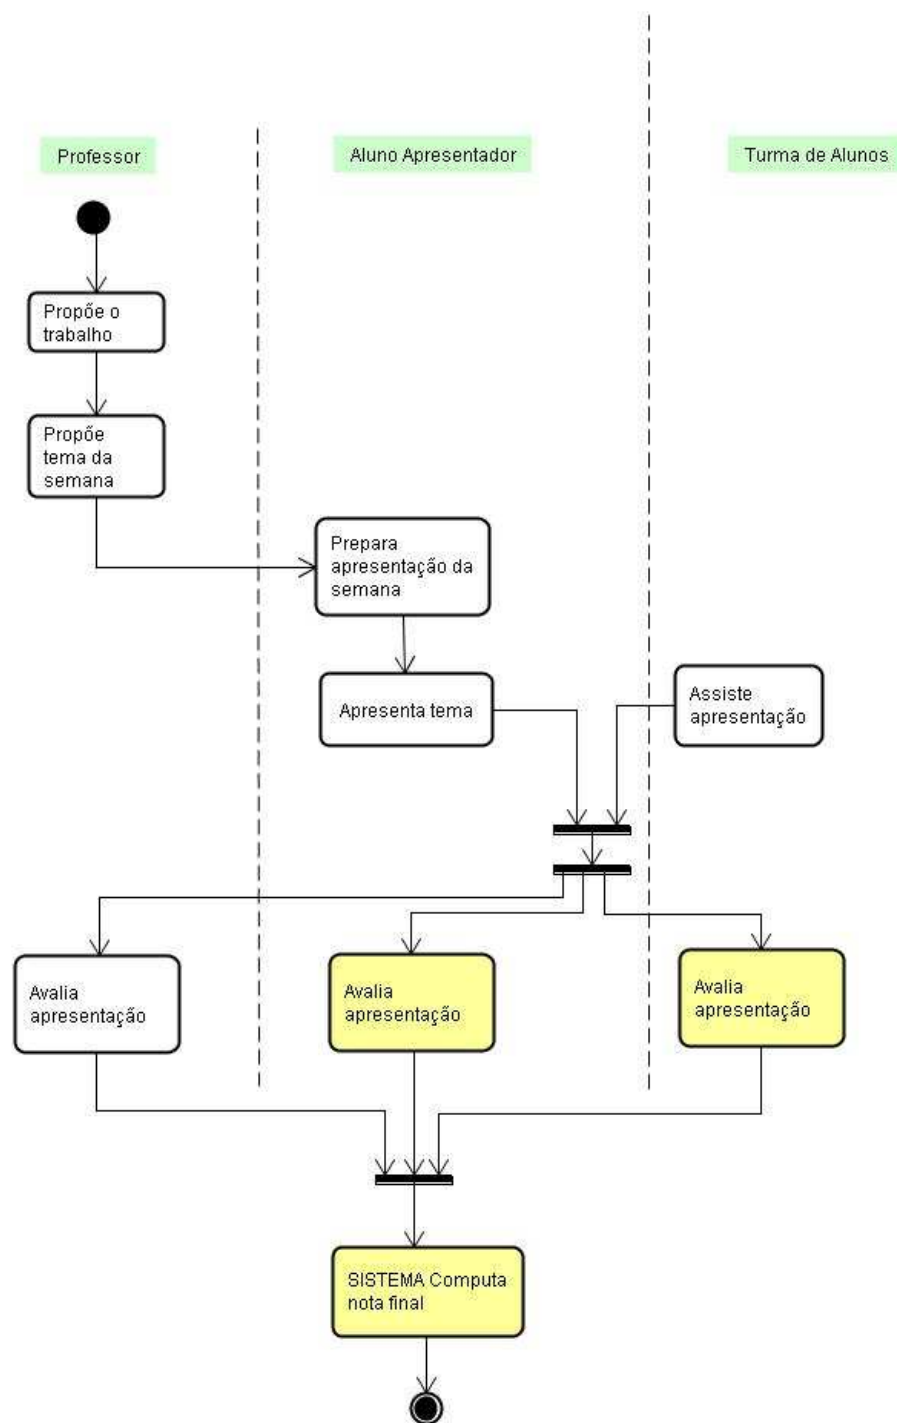 Professor
Aluno Apresentador
Turma de Alunos
Propõe o
trabalho
Propõe
tema da
semana
Prepara
apresentação da
semana
Apresenta tema
Assiste
apresentação
Avalia
apresentação
Avalia
apresentação
Avalia
apresentação
SISTEMA Computa
nota final